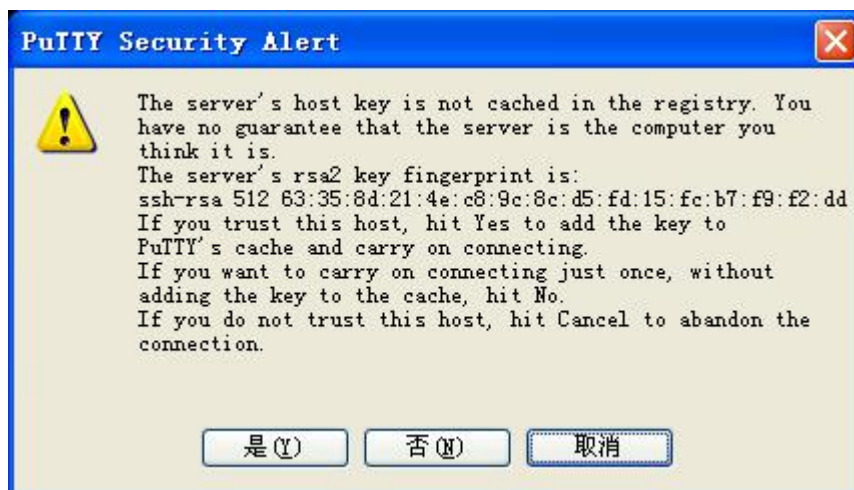 PuTTY Security Alert
The server's host key is not cached in the registry. You
have no guarantee that the server is the computer you
think it is.
The server's rsa2 key fingerprint is:
ssh-rsa 512 63:35:8d:21:4e:c8:9c:8c:d5:fd:15:fc:b7:f9:f2:dd
If you trust this host, hit Yes to add the key to
PuTTY's cache and carry on connecting.
If you want to carry on connecting just once, without
adding the key to the cache, hit No.
If you do not trust this host, hit Cancel to abandon the
connection.
是(Y) 否(N) 取消